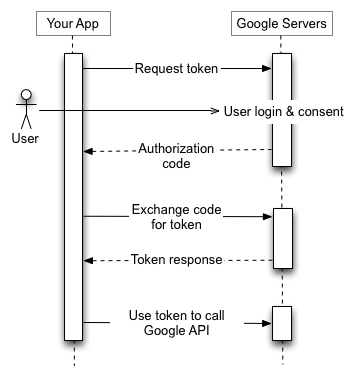 Your App
Google Servers
Request token
User login & consent
User
Authorization
code
Exchange code
for token
Token response
Use token to call
Google API